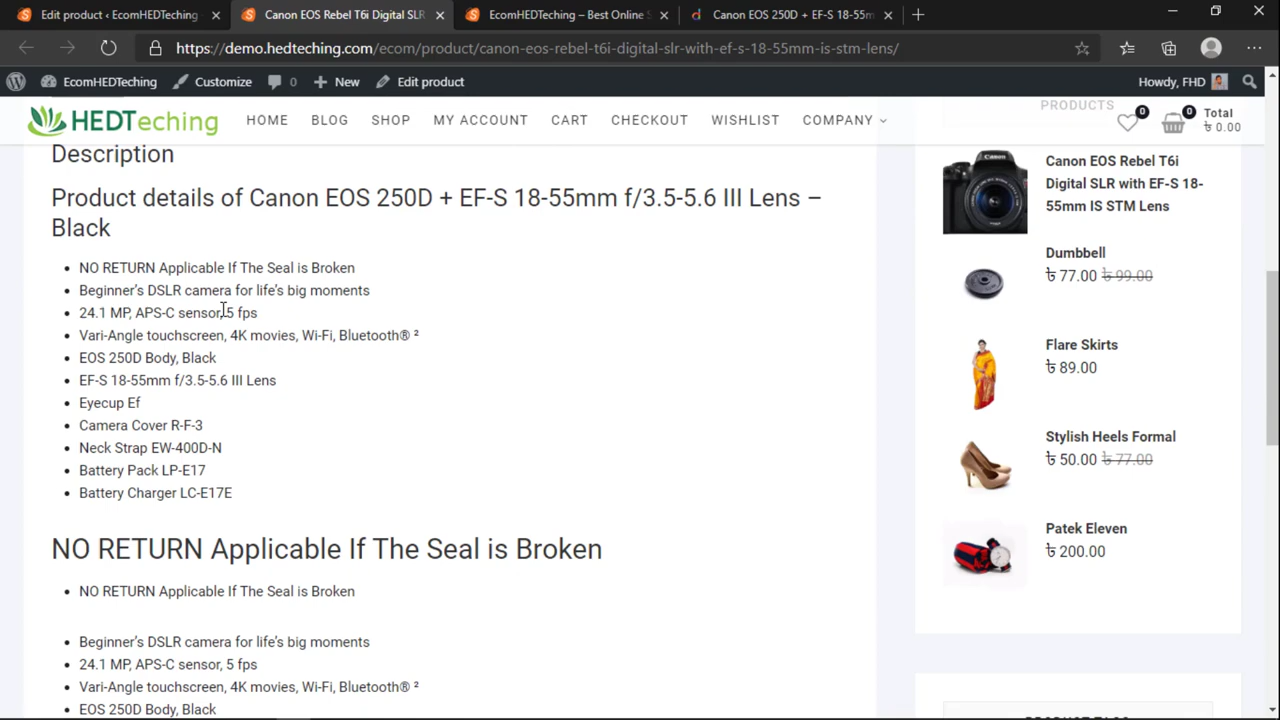 Edit product ‹ EcomHEDTeching -
Canon EOS Rebel T6i Digital SLR
EcomHEDTeching – Best Online S
Canon EOS 250D + EF-S 18-55m
https://demo.hedteching.com/ecom/product/canon-eos-rebel-t6i-digital-slr-with-ef-s-18-55mm-is-stm-lens/
EcomHEDTeching
Customize
0
New
Edit product
Howdy, FHD
HEDTeching
HOME
BLOG
SHOP
MY ACCOUNT
CART
CHECKOUT
WISHLIST
COMPANY
0
0
Total
৳ 0.00
Description
Product details of Canon EOS 250D + EF-S 18-55mm f/3.5-5.6 III Lens –
Black
NO RETURN Applicable If The Seal is Broken
Beginner’s DSLR camera for life’s big moments
24.1 MP, APS-C sensor, 5 fps
Vari-Angle touchscreen, 4K movies, Wi-Fi, Bluetooth® ²
EOS 250D Body, Black
EF-S 18-55mm f/3.5-5.6 III Lens
Eyecup Ef
Camera Cover R-F-3
Neck Strap EW-400D-N
Battery Pack LP-E17
Battery Charger LC-E17E
NO RETURN Applicable If The Seal is Broken
NO RETURN Applicable If The Seal is Broken
Beginner’s DSLR camera for life’s big moments
24.1 MP, APS-C sensor, 5 fps
Vari-Angle touchscreen, 4K movies, Wi-Fi, Bluetooth® ²
EOS 250D Body, Black
PRODUCTS
Canon EOS Rebel T6i
Digital SLR with EF-S 18-
55mm IS STM Lens
Dumbbell
৳ 77.00 ৳ 99.00
Flare Skirts
৳ 89.00
Stylish Heels Formal
৳ 50.00 ৳ 77.00
Patek Eleven
৳ 200.00